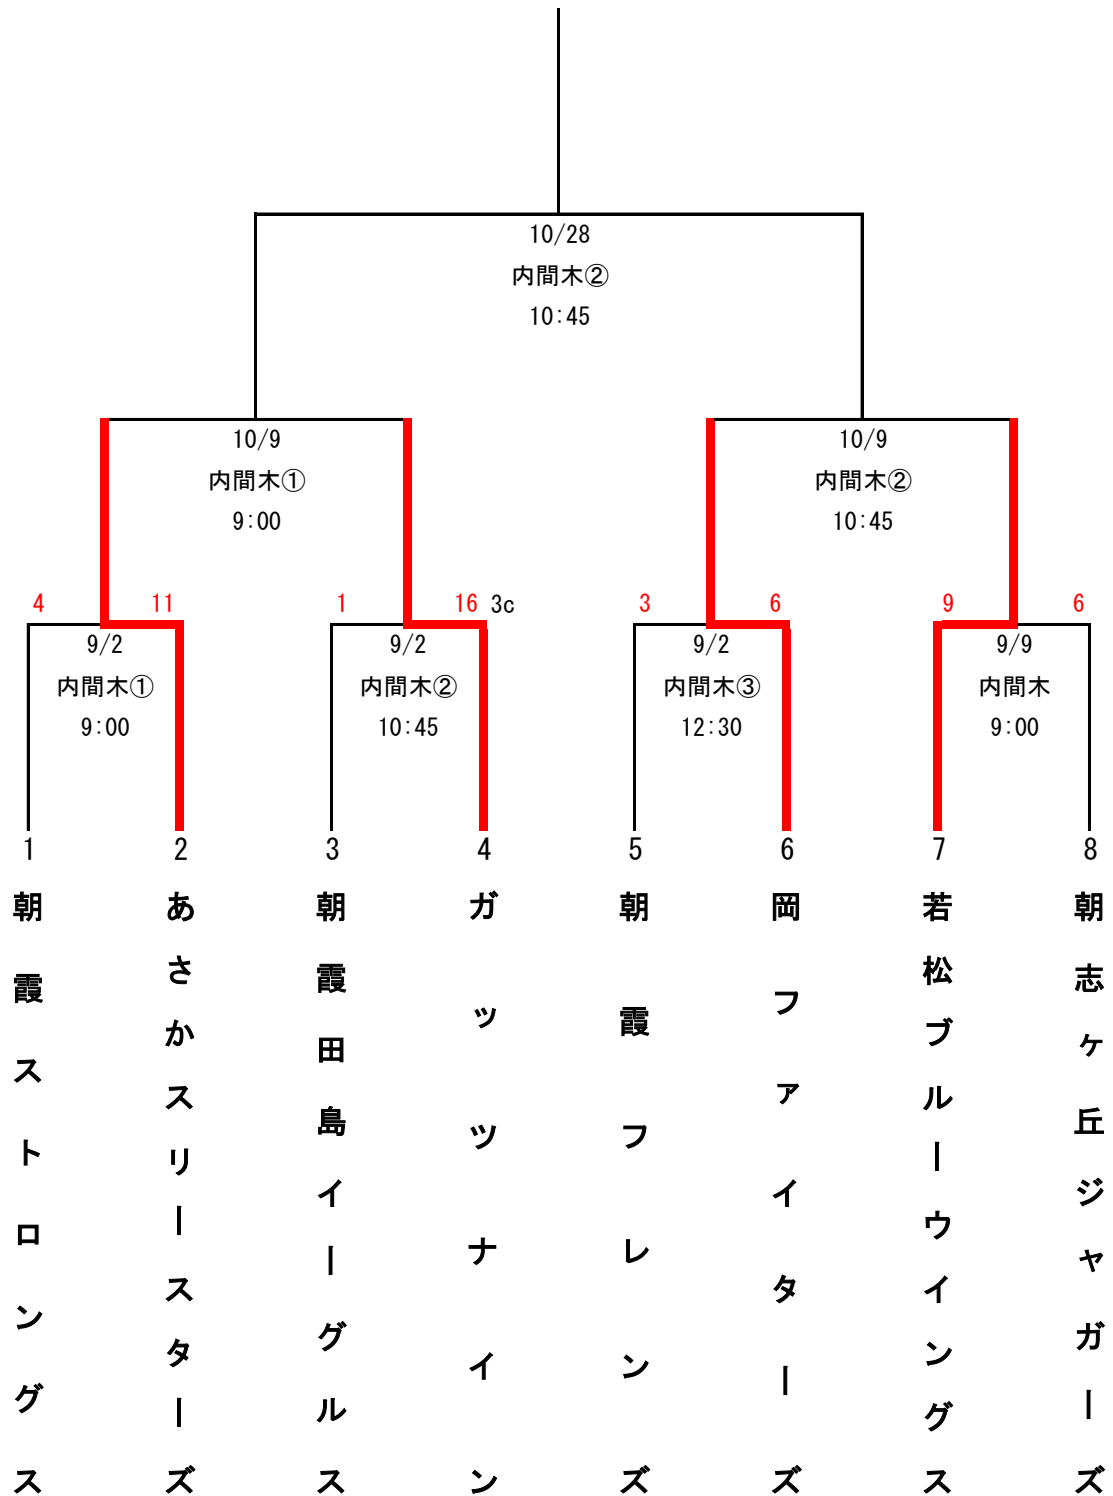 10/28
内間木②
10:45
10/9
内間木①
9:00
10/9
内間木②
10:45
4 11
1 16 3c
3 6
9 6
9/2
内間木①
9:00
9/2
内間木②
10:45
9/2
内間木③
12:30
9/9
内間木
9:00
1
朝霞ストロングス
2
あさかスリースターズ
3
朝霞田島イーグルス
4
ガッツナイン
5
朝霞フレンズ
6
岡ファイターズ
7
若松ブルーウイングス
8
朝志ヶ丘ジャガーズ